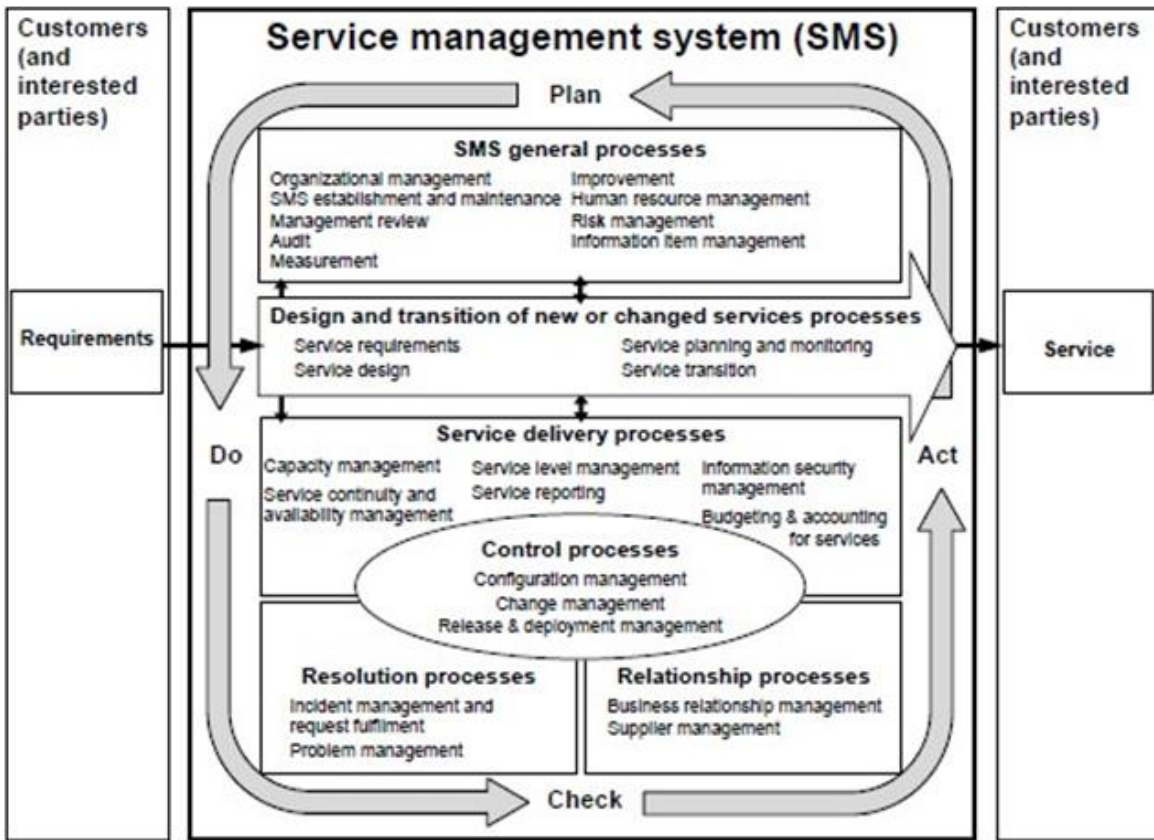 Customers
(and
interested
parties)
Requirements
Service management system (SMS)
Plan
SMS general processes
Organizational management
SMS establishment and maintenance
Management review
Audit
Measurement
Improvement
Human resource management
Risk management
Information item management
Design and transition of new or changed services processes
Service requirements
Service design
Service planning and monitoring
Service transition
Do
Service delivery processes
Capacity management
Service continuity and
availability management
Service level management
Service reporting
Information security
management
Budgeting & accounting
for services
Act
Control processes
Configuration management
Change management
Release & deployment management
Resolution processes
Incident management and
request fulfilment
Problem management
Relationship processes
Business relationship management
Supplier management
Check
Customers
(and
interested
parties)
Service